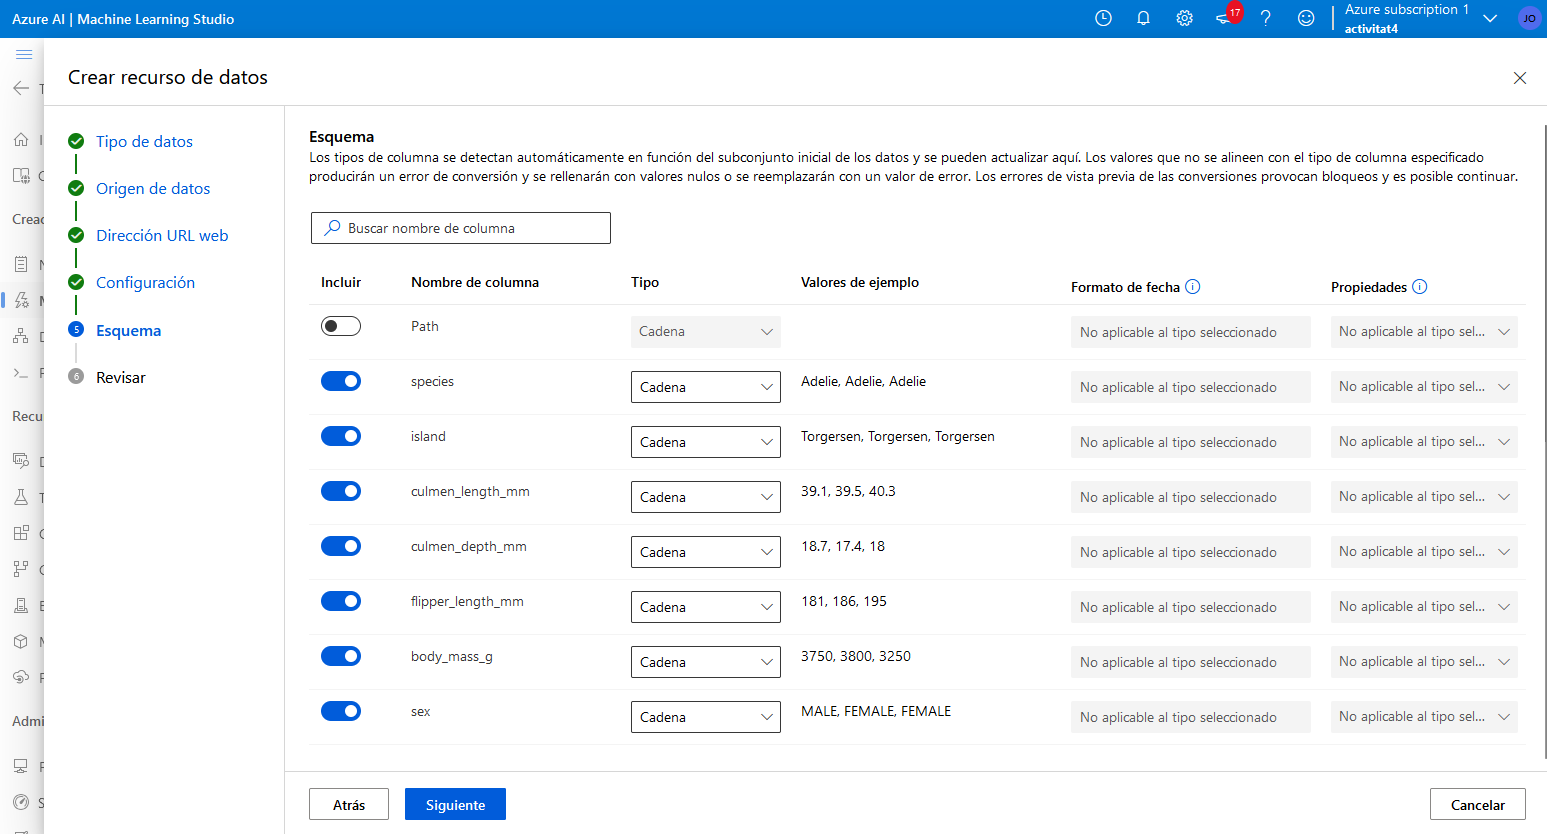 Azure AI | Machine Learning Studio
17
Azure subscription 1
activitat4
JO
Crear recurso de datos
Tipo de datos
Origen de datos
Dirección URL web
Configuración
5 Esquema
6 Revisar
Crea
Recu
Admi
Esquema
Los tipos de columna se detectan automáticamente en función del subconjunto inicial de los datos y se pueden actualizar aquí. Los valores que no se alineen con el tipo de columna especificado
producirán un error de conversión y se rellenarán con valores nulos o se reemplazarán con un valor de error. Los errores de vista previa de las conversiones provocan bloqueos y es posible continuar.
Buscar nombre de columna
Incluir Nombre de columna Tipo Valores de ejemplo Formato de fecha Propiedades
Path Cadena No aplicable al tipo seleccionado No aplicable al tipo sel...
species Cadena Adelie, Adelie, Adelie No aplicable al tipo seleccionado No aplicable al tipo sel...
island Cadena Torgersen, Torgersen, Torgersen No aplicable al tipo seleccionado No aplicable al tipo sel...
culmen_length_mm Cadena 39.1, 39.5, 40.3 No aplicable al tipo seleccionado No aplicable al tipo sel...
culmen_depth_mm Cadena 18.7, 17.4, 18 No aplicable al tipo seleccionado No aplicable al tipo sel...
flipper_length_mm Cadena 181, 186, 195 No aplicable al tipo seleccionado No aplicable al tipo sel...
body_mass_g Cadena 3750, 3800, 3250 No aplicable al tipo seleccionado No aplicable al tipo sel...
sex Cadena MALE, FEMALE, FEMALE No aplicable al tipo seleccionado No aplicable al tipo sel...
Atrás Siguiente Cancelar